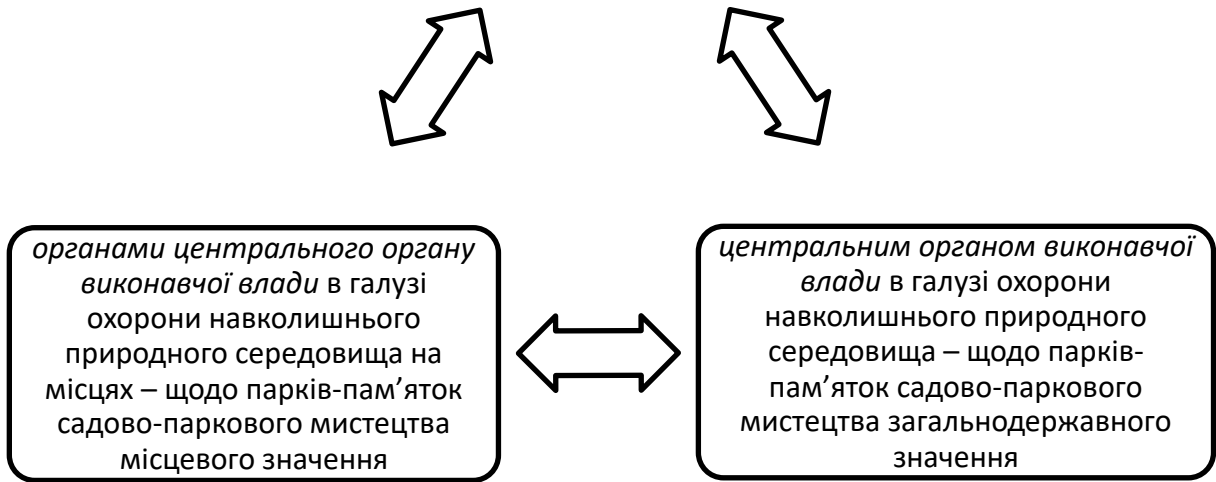 органами центрального органу
виконавчої влади в галузі
охорони навколишнього
природного середовища на
місцях – щодо парків-пам’яток
садово-паркового мистецтва
місцевого значення
центральним органом виконавчої
влади в галузі охорони
навколишнього природного
середовища – щодо парків-
пам’яток садово-паркового
мистецтва загальнодержавного
значення